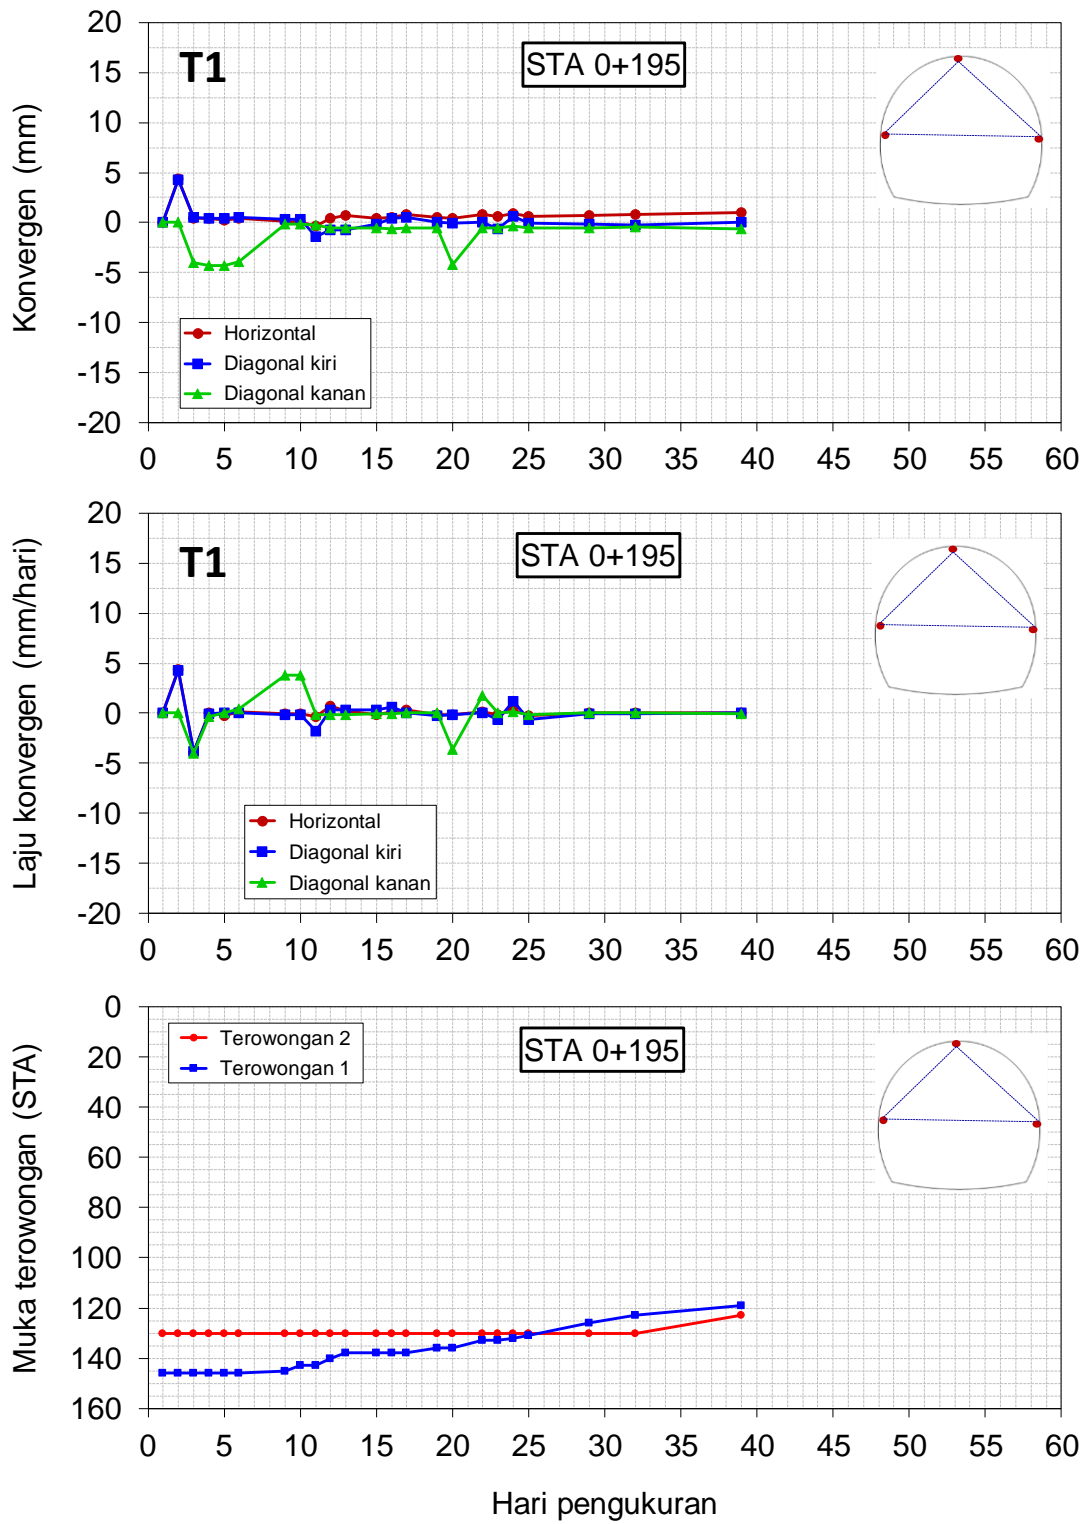 Konvergen (mm)
20
15
10
5
0
-5
-10
-15
-20
T1
STA 0+195
Horizontal
Diagonal kiri
Diagonal kanan
0 5 10 15 20 25 30 35 40 45 50 55 60
Laju konvergen (mm/hari)
20
15
10
5
0
-5
-10
-15
-20
T1
STA 0+195
Horizontal
Diagonal kiri
Diagonal kanan
0 5 10 15 20 25 30 35 40 45 50 55 60
Muka terowongan (STA)
0
20
40
60
80
100
120
140
160
Terowongan 2
Terowongan 1
STA 0+195
0 5 10 15 20 25 30 35 40 45 50 55 60
Hari pengukuran